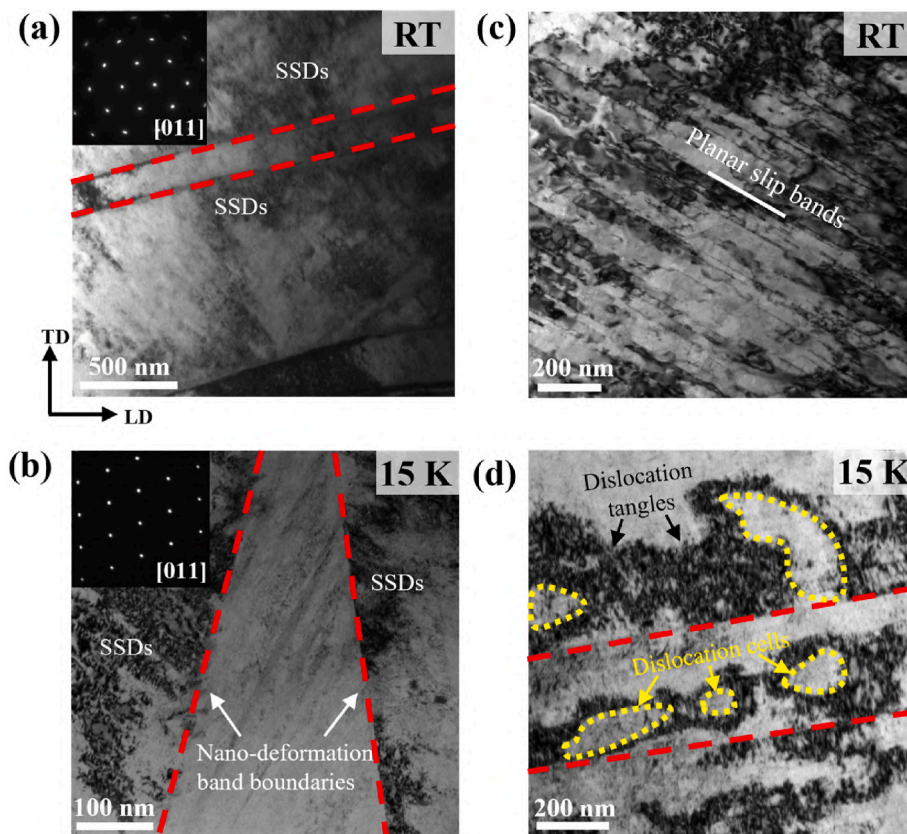 (a)
RT
SSDs
[011]
SSDs
TD
500 nm
LD
(c)
RT
Planar slip bands
200 nm
(b)
15 K
[011]
SSDs
SSDs
Nano-deformation
band boundaries
100 nm
(d)
15 K
Dislocation
tangles
Dislocation cells
200 nm